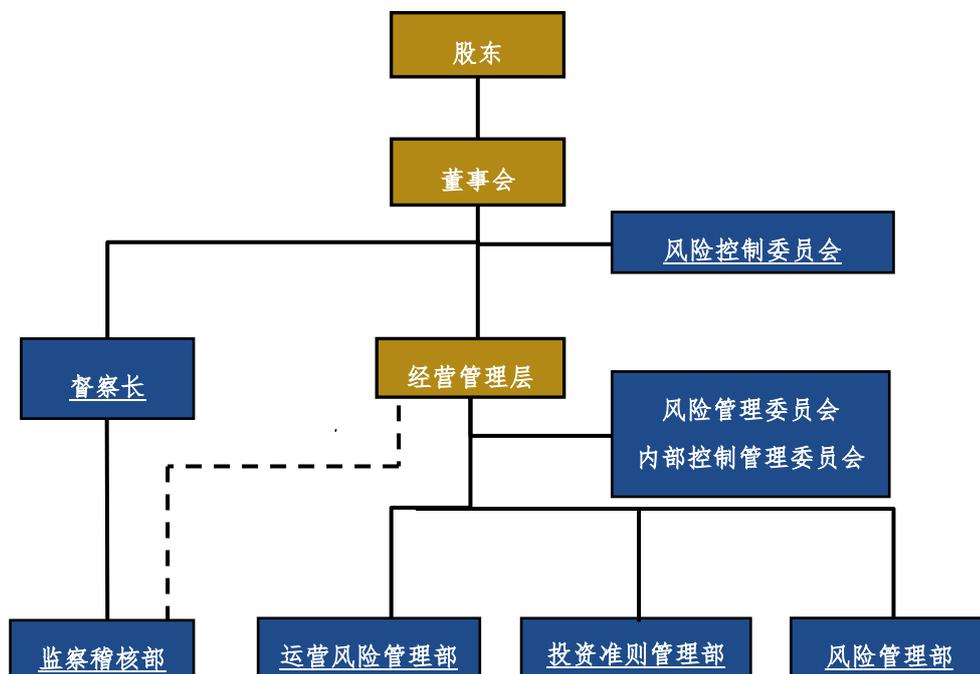 股东
董事会
风险控制委员会
督察长
经营管理层
风险管理委员会
内部控制管理委员会
监察稽核部
运营风险管理部
投资准则管理部
风险管理部